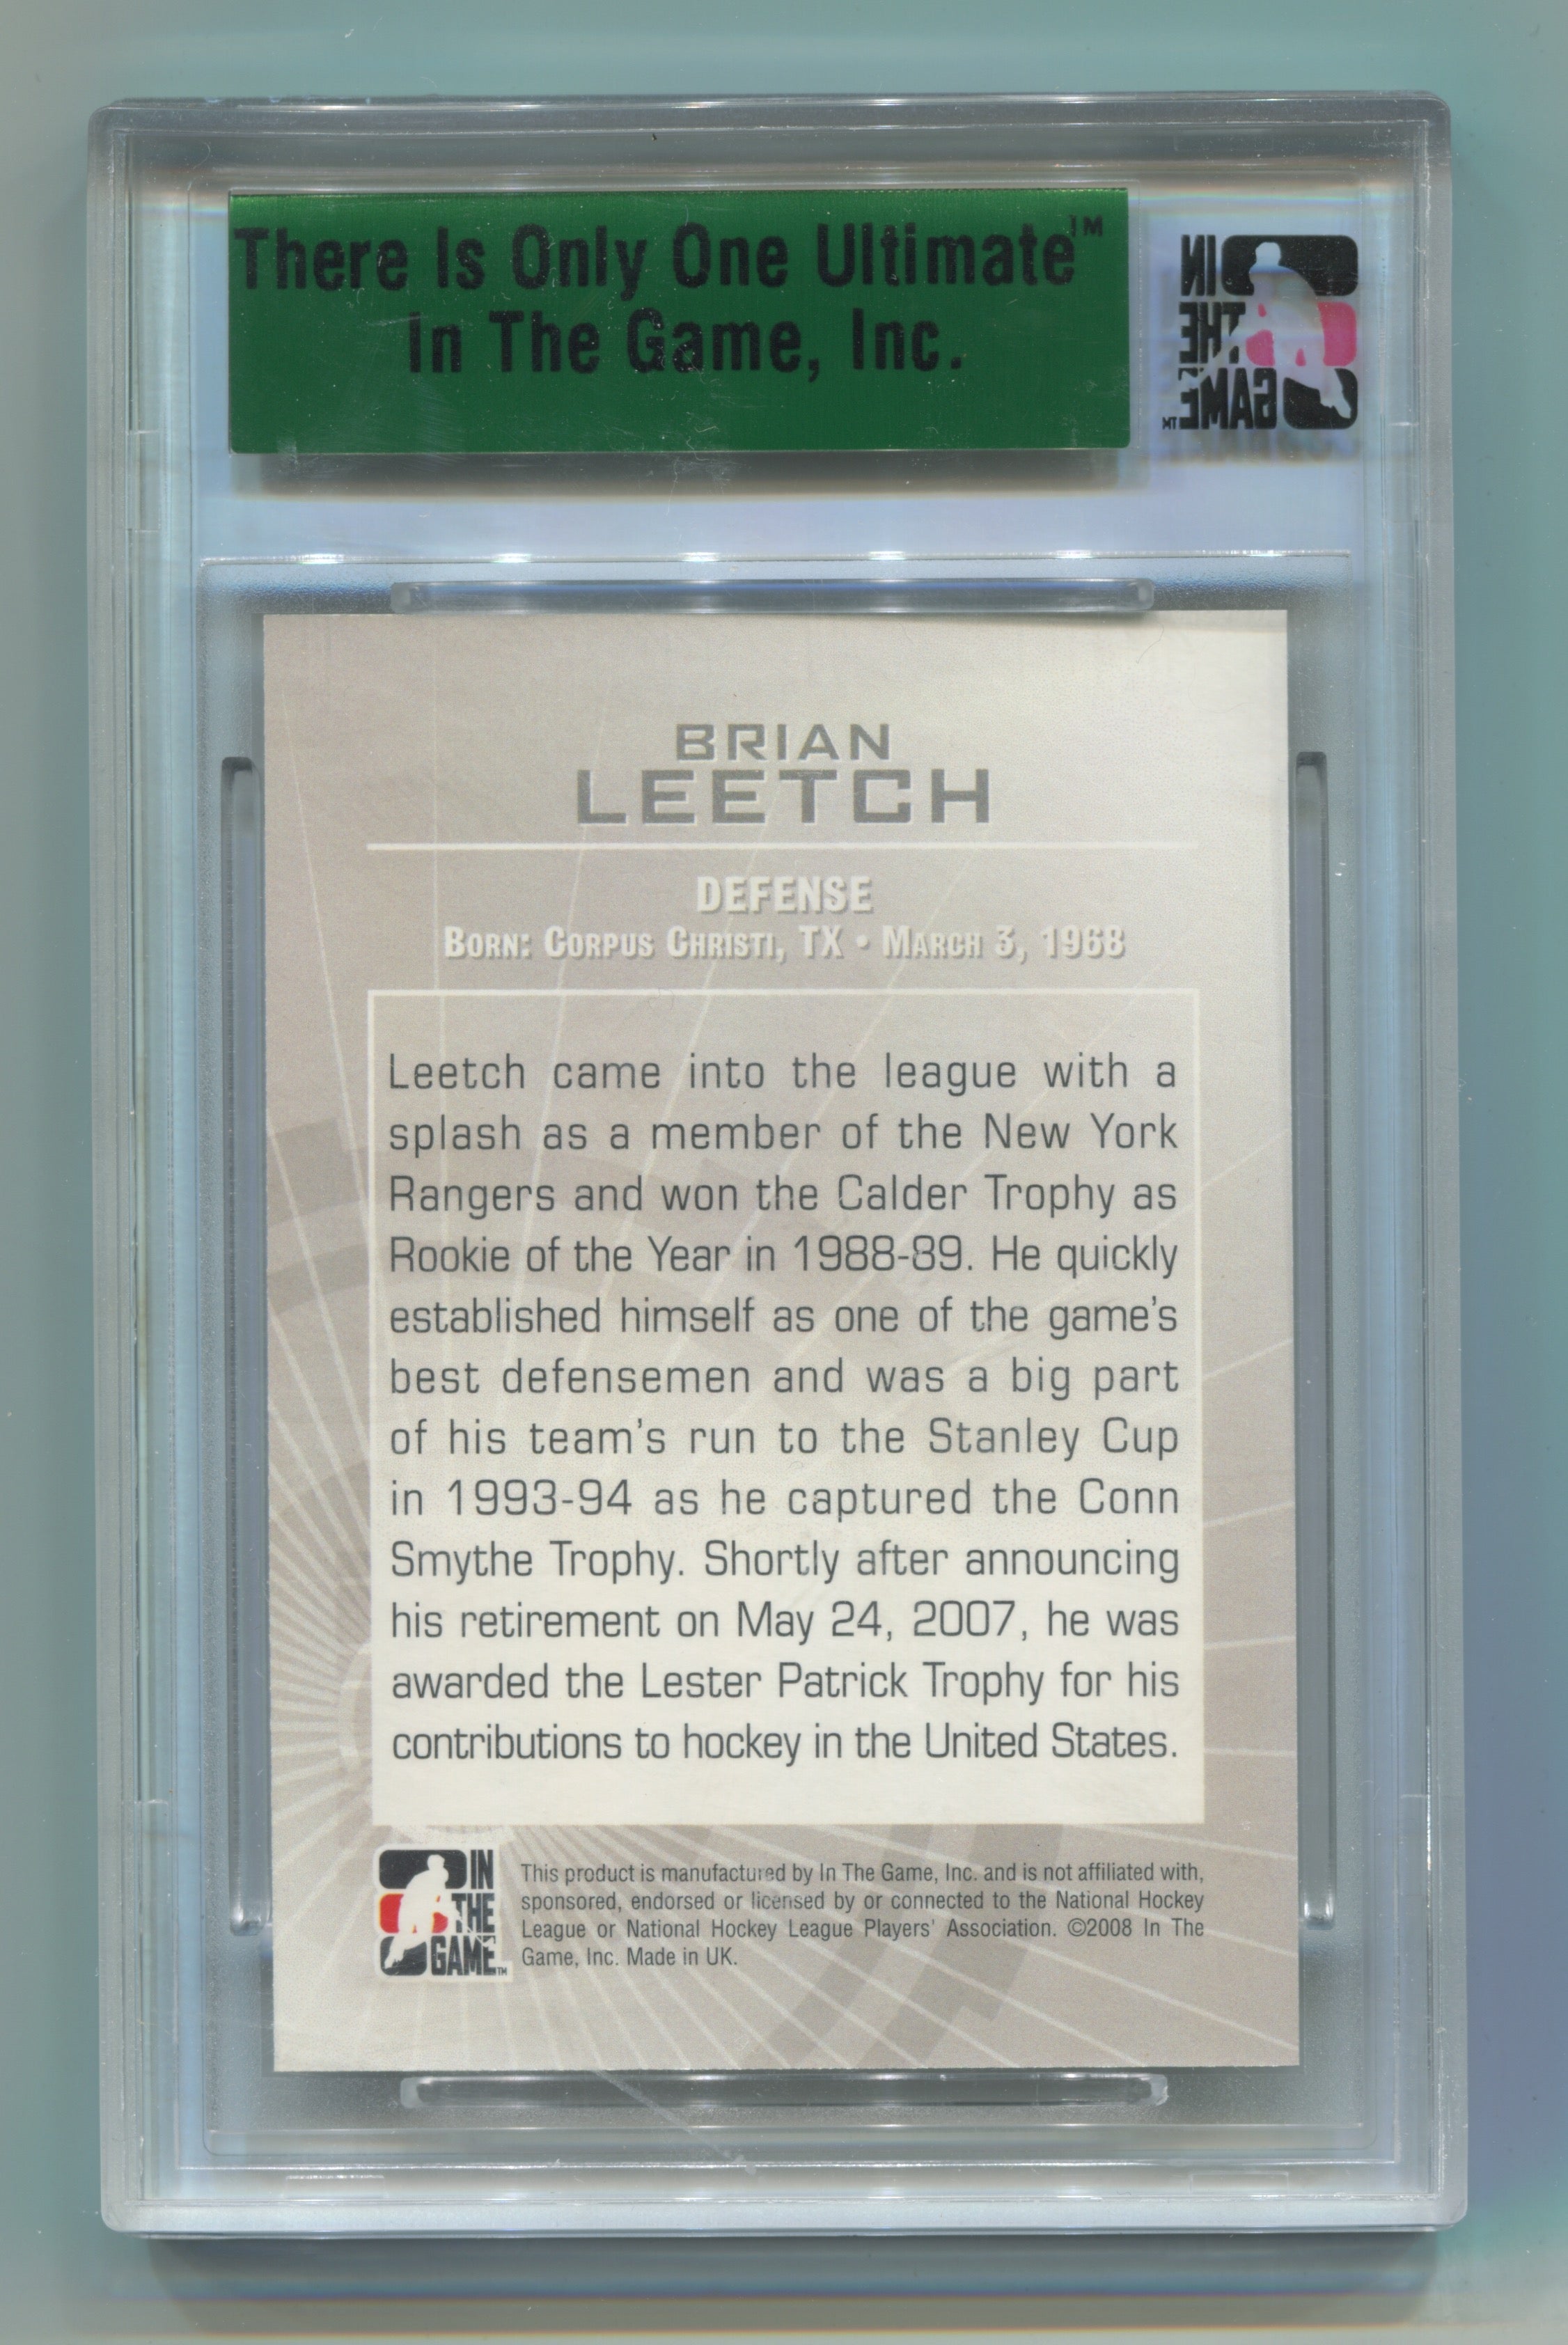 There Is Only One Ultimate™
In The Game, Inc.
IN
THE
GAME™
BRIAN
LEETCH
DEFENSE
BORN: CORPUS CHRISTI, TX • MARCH 3, 1968
Leetch came into the league with a
splash as a member of the New York
Rangers and won the Calder Trophy as
Rookie of the Year in 1988-89. He quickly
established himself as one of the game's
best defensemen and was a big part
of his team's run to the Stanley Cup
in 1993-94 as he captured the Conn
Smythe Trophy. Shortly after announcing
his retirement on May 24, 2007, he was
awarded the Lester Patrick Trophy for his
contributions to hockey in the United States.
IN
THE
GAME™
This product is manufactured by In The Game, Inc. and is not affiliated with,
sponsored, endorsed or licensed by or connected to the National Hockey
League or National Hockey League Players' Association. ©2008 In The
Game, Inc. Made in UK.